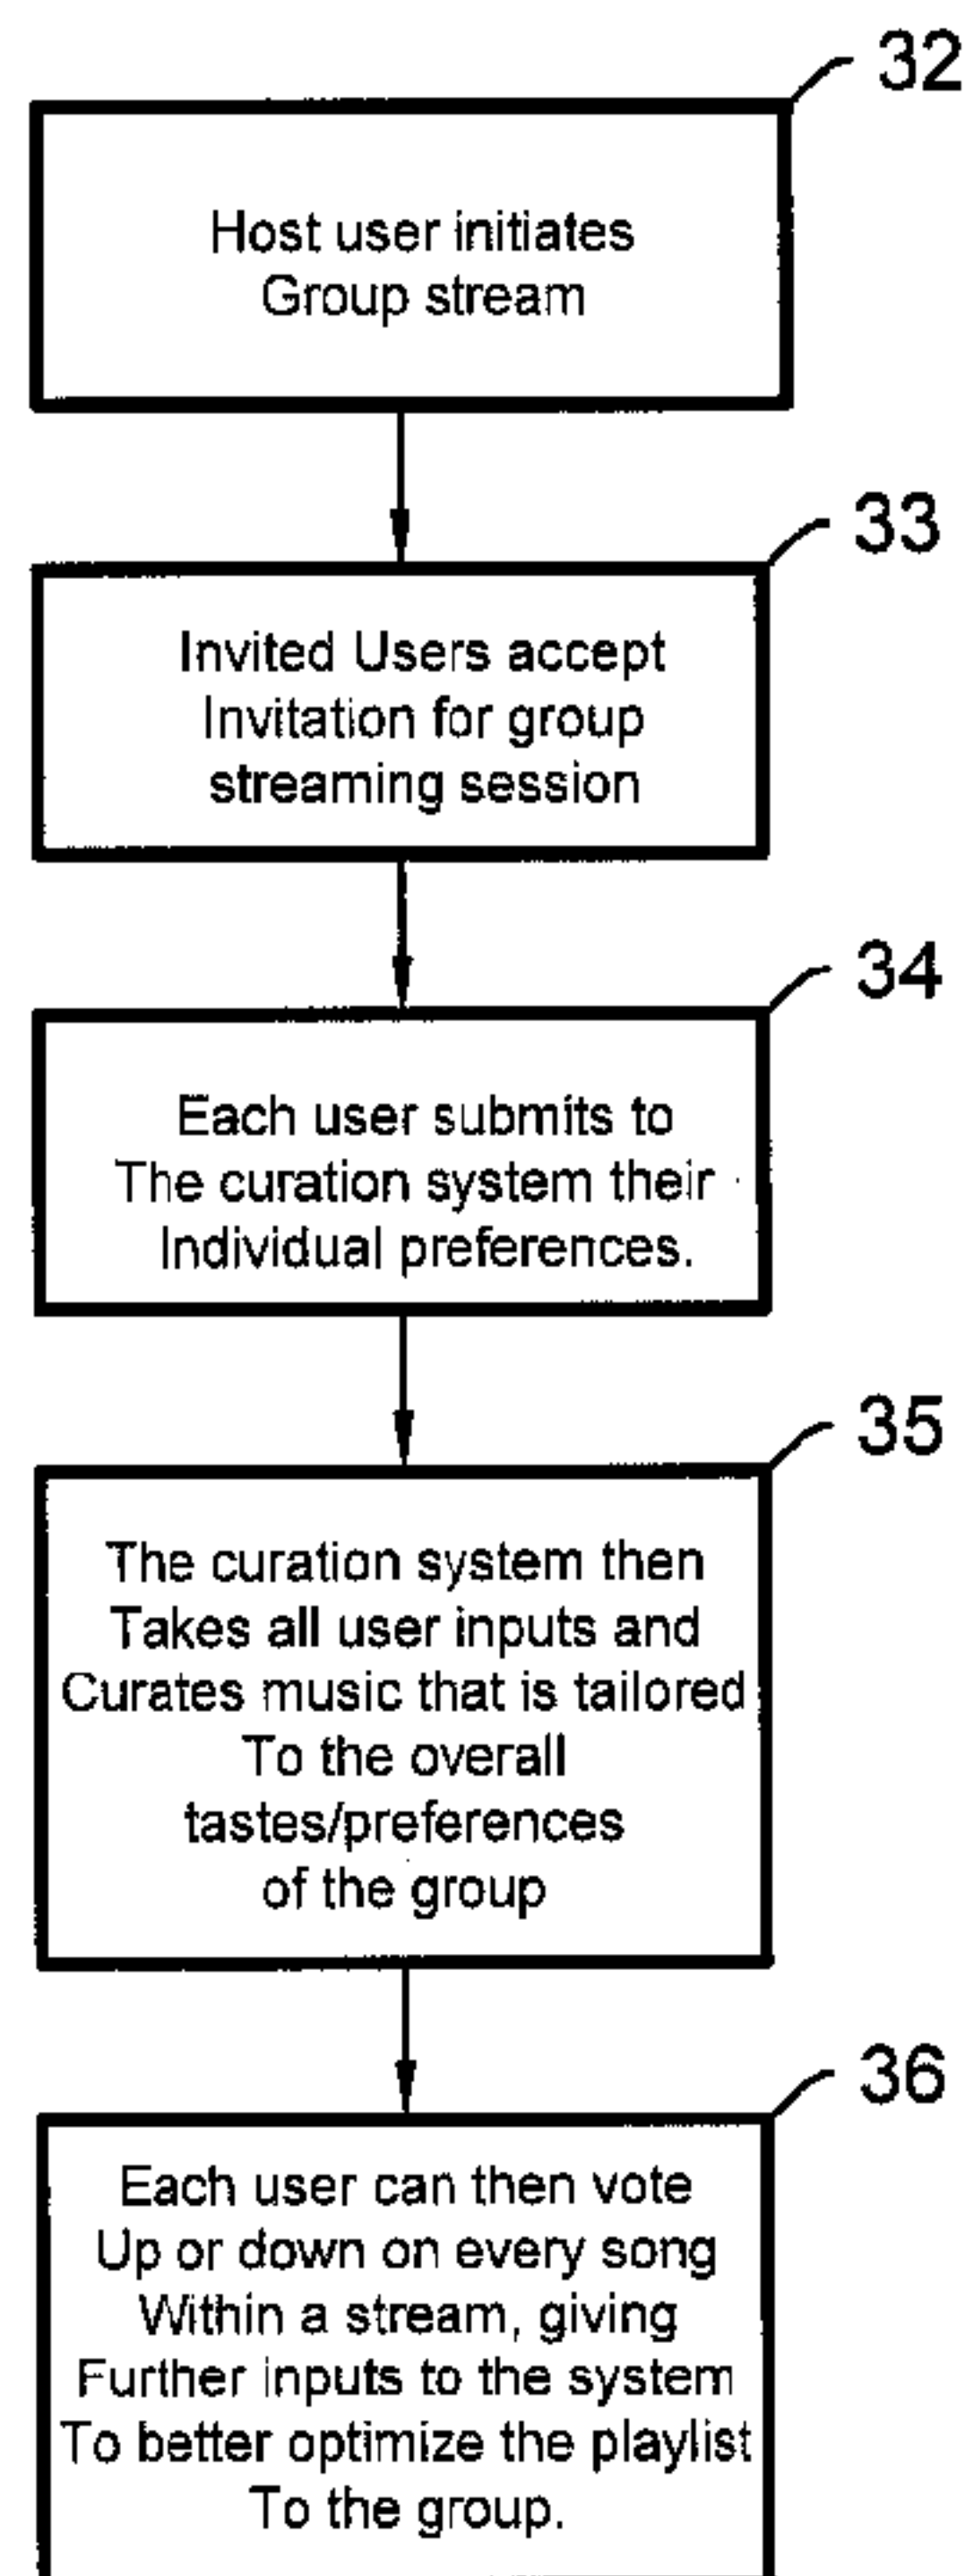 32
Host user initiates
Group stream
33
Invited Users accept
Invitation for group
streaming session
34
Each user submits to
The curation system their
Individual preferences.
35
The curation system then
Takes all user inputs and
Curates music that is tailored
To the overall
tastes/preferences
of the group
36
Each user can then vote
Up or down on every song
Within a stream, giving
Further inputs to the system
To better optimize the playlist
To the group.